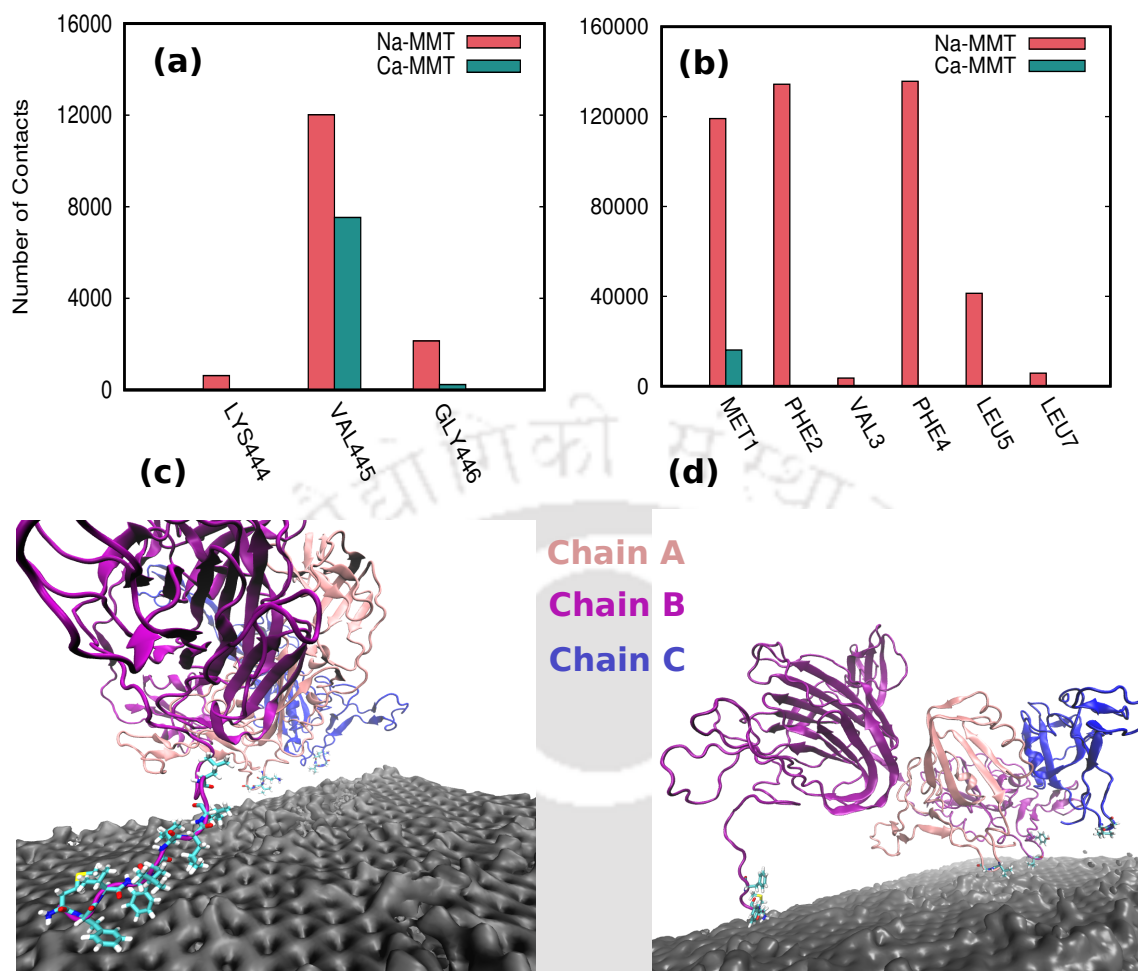 16000
12000
8000
4000
0
Number of Contacts
(a)
Na-MMT
Ca-MMT
LYS444
VAL445
GLY446
160000
120000
80000
40000
0
(b)
Na-MMT
Ca-MMT
MET1
PHE2
VAL3
PHE4
LEU5
LEU7
(c)
(d)
Chain A
Chain B
Chain C